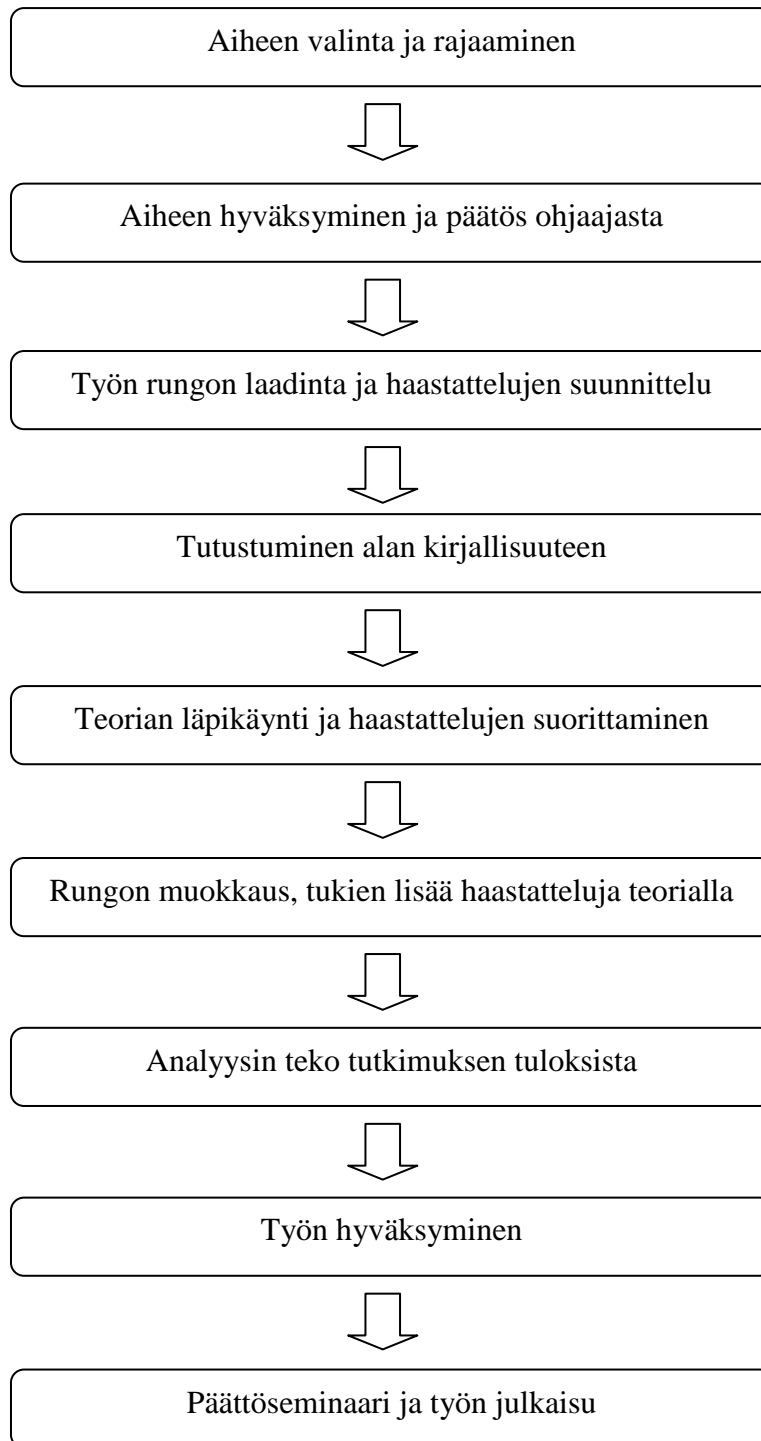 Aiheen valinta ja rajaaminen
Aiheen hyväksyminen ja päätös ohjaajasta
Työn rungon laadinta ja haastattelujen suunnittelu
Tutustuminen alan kirjallisuuteen
Teorian läpikäynti ja haastattelujen suorittaminen
Rungon muokkaus, tukien lisää haastatteluja teorialla
Analyysin teko tutkimuksen tuloksista
Työn hyväksyminen
Päättöseminaari ja työn julkaisu